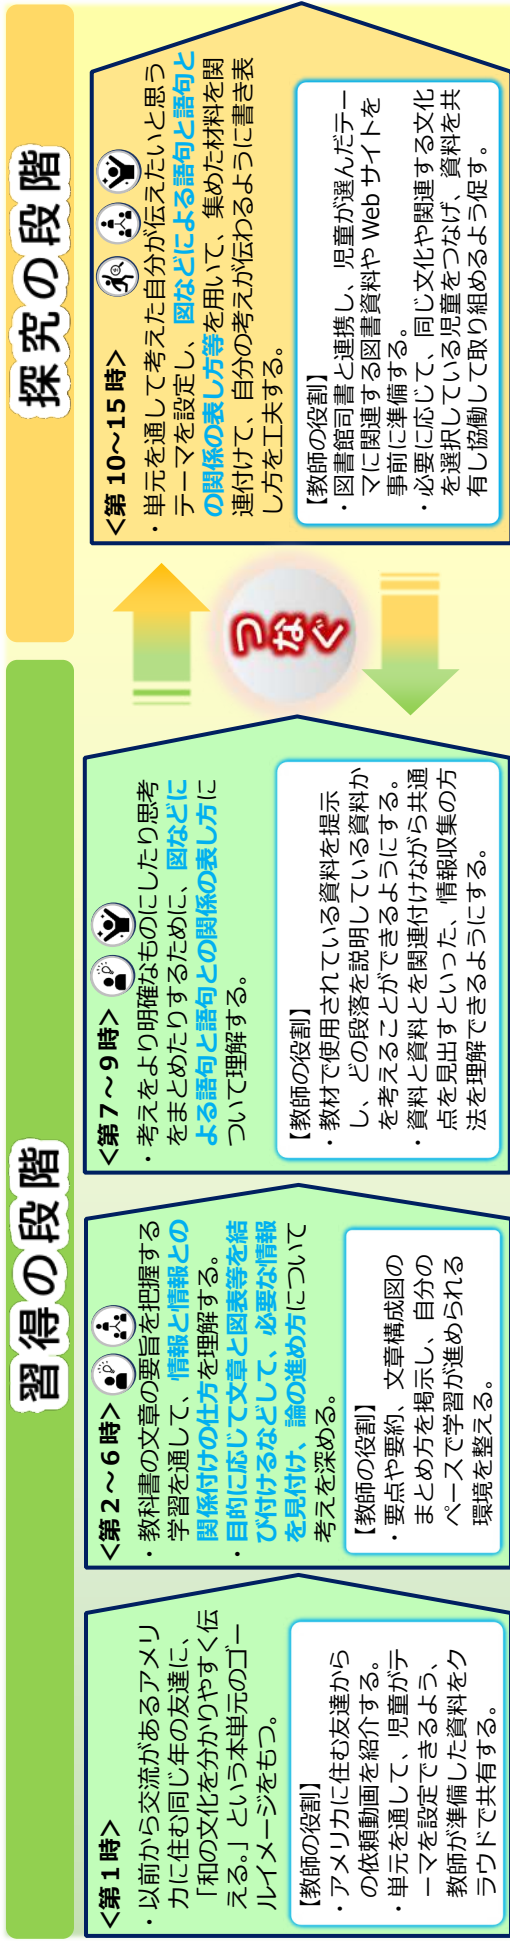 習得の段階
探究の段階
<第１時>
・以前から交流があるアメリ
カに住む同じ年の友達に、
「和の文化を分かりやすく伝
える。」という本単元のゴー
ルイメージをもつ。
【教師の役割】
・アメリカに住む友達から
の依頼動画を紹介する。
・単元を通して、児童がテ
ーマを設定できるよう、
教師が準備した資料をク
ラウドで共有する。
<第２～６時>
・教科書の文章の要旨を把握する
学習を通して、情報と情報との
関係付けの仕方を理解する。
・目的に応じて文章と図表等を結
び付けるなどして、必要な情報
を見付け、論の進め方について
考えを深める。
【教師の役割】
・要点や要約、文章構成図の
まとめ方を掲示し、自分の
ペースで学習が進められる
環境を整える。
<第７～９時>
・考えをより明確なものにしたり思考
をまとめたりするために、図などに
よる語句と語句との関係の表し方に
ついて理解する。
【教師の役割】
・教材で使用されている資料を提示
し、どの段落を説明している資料か
を考えることができるようにする。
・資料と資料とを関連付けながら共通
点を見出すといった、情報収集の方
法を理解できるようにする。
つ
な
ぐ
<第 10～15 時>
・単元を通して考えた自分が伝えたいと思う
テーマを設定し、図などによる語句と語句と
の関係の表し方等を用いて、集めた材料を関
連付けて、自分の考えが伝わるように書き表
し方を工夫する。
【教師の役割】
・図書館司書と連携し、児童が選んだテー
マに関連する図書資料や Web サイトを
事前に準備する。
・必要に応じて、同じ文化や関連する文化
を選択している児童をつなげ、資料を共
有し協働して取り組めるよう促す。